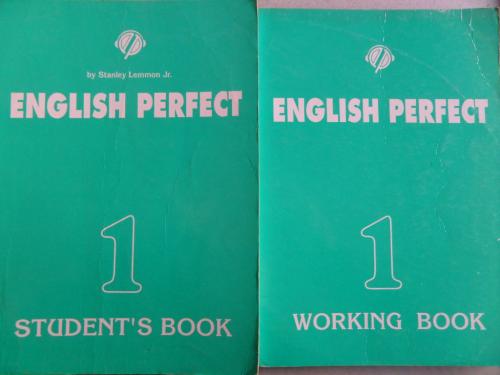 by Stanley Lemmon Jr.
ENGLISH PERFECT
1
STUDENT'S BOOK
ENGLISH PERFECT
1
WORKING BOOK